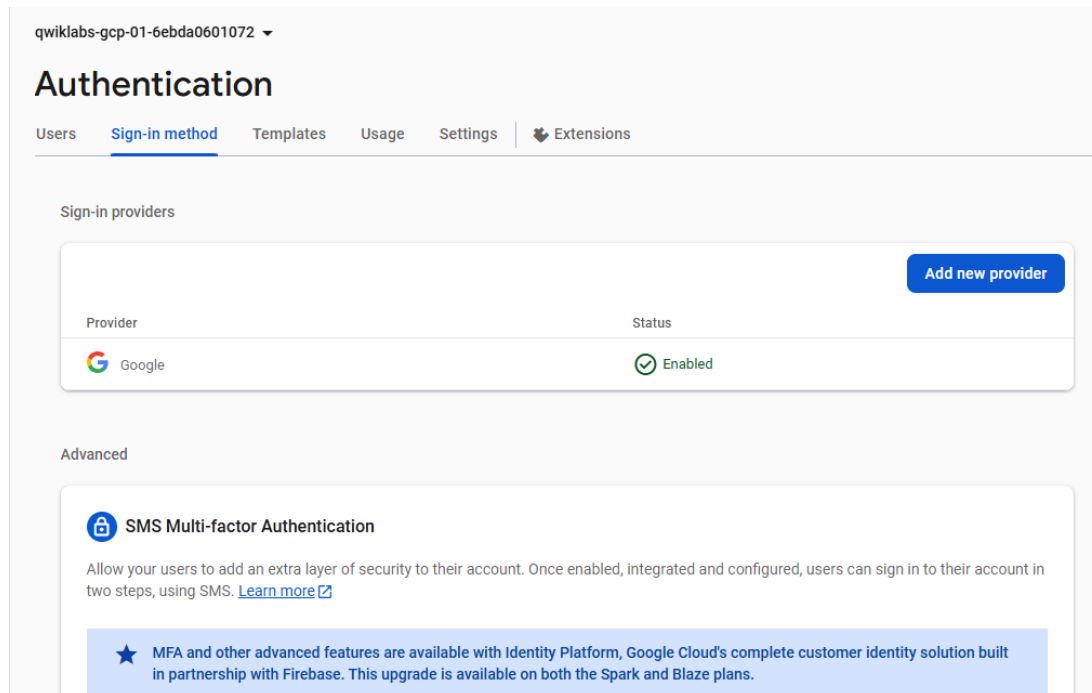 qwiklabs-gcp-01-6ebda0601072
Authentication
Users Sign-in method Templates Usage Settings Extensions
Sign-in providers
Add new provider
Provider Status
Google Enabled
Advanced
SMS Multi-factor Authentication
Allow your users to add an extra layer of security to their account. Once enabled, integrated and configured, users can sign in to their account in
two steps, using SMS. Learn more
MFA and other advanced features are available with Identity Platform, Google Cloud's complete customer identity solution built
in partnership with Firebase. This upgrade is available on both the Spark and Blaze plans.